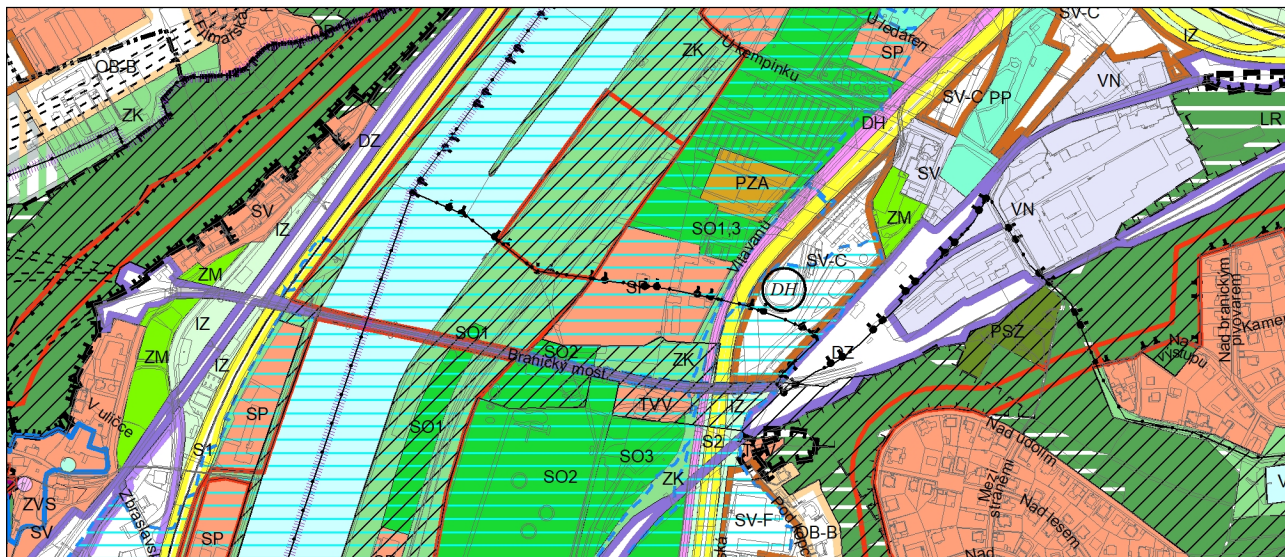 Filmařská
OB
OB-B
ZK
DZ
SV
IZ
ZM
IZ
ZM
IZ
V uličce
SP
S1
ZVS
SV
SP
ZK
U kempinku
SP
DH
SV-C
IZ
SV-C
PP
VN
LR
PZA
SV
ZM
VN
SO1,3
SV-C
DH
SP
SO1
SO2
Branický most
ZK
DZ
PSZ
Nad branickým
pivovarem
Na
výstupu
TVV
IZ
SO1
SO3
S2
SO2
ZK
SV-F
OB-B
Nad údolím
Mezi
stráněmi
Nad lesem
Nad